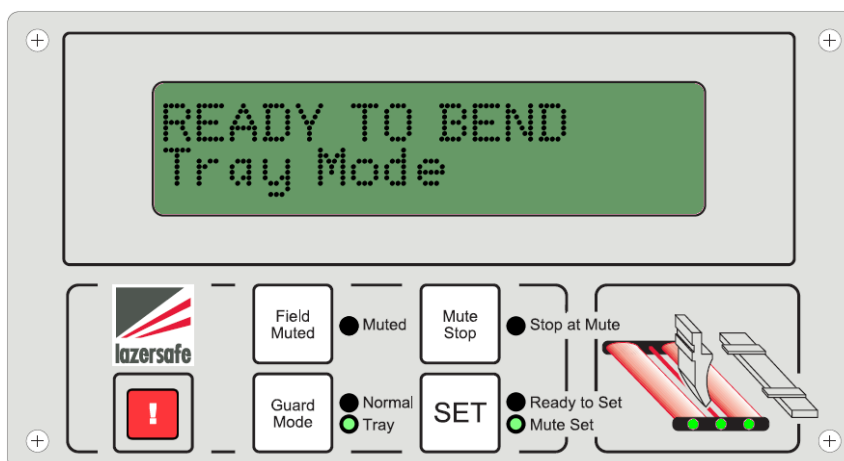 READY TO BEND
Tray Mode
lazersafe
!
Field
Muted
Muted
Mute
Stop
Stop at Mute
Guard
Mode
Normal
Tray
SET
Ready to Set
Mute Set